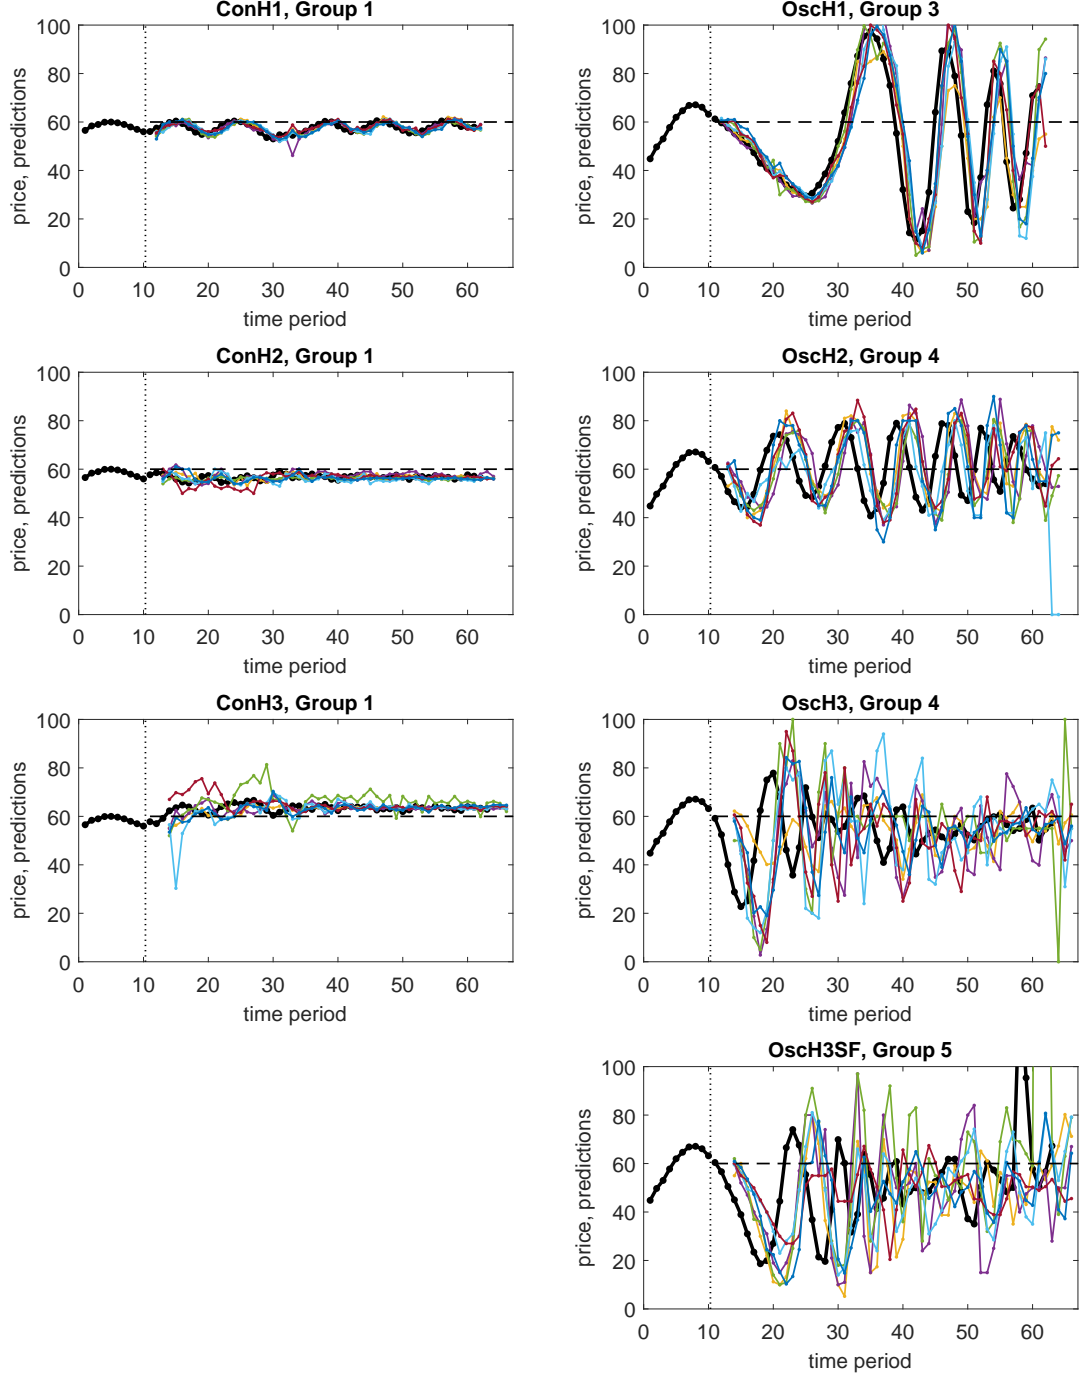 ConH1, Group 1
price, predictions
100
80
60
40
20
0
0 10 20 30 40 50 60
time period
OscH1, Group 3
price, predictions
100
80
60
40
20
0
0 10 20 30 40 50 60
time period
ConH2, Group 1
price, predictions
100
80
60
40
20
0
0 10 20 30 40 50 60
time period
OscH2, Group 4
price, predictions
100
80
60
40
20
0
0 10 20 30 40 50 60
time period
ConH3, Group 1
price, predictions
100
80
60
40
20
0
0 10 20 30 40 50 60
time period
OscH3, Group 4
price, predictions
100
80
60
40
20
0
0 10 20 30 40 50 60
time period
OscH3SF, Group 5
price, predictions
100
80
60
40
20
0
0 10 20 30 40 50 60
time period